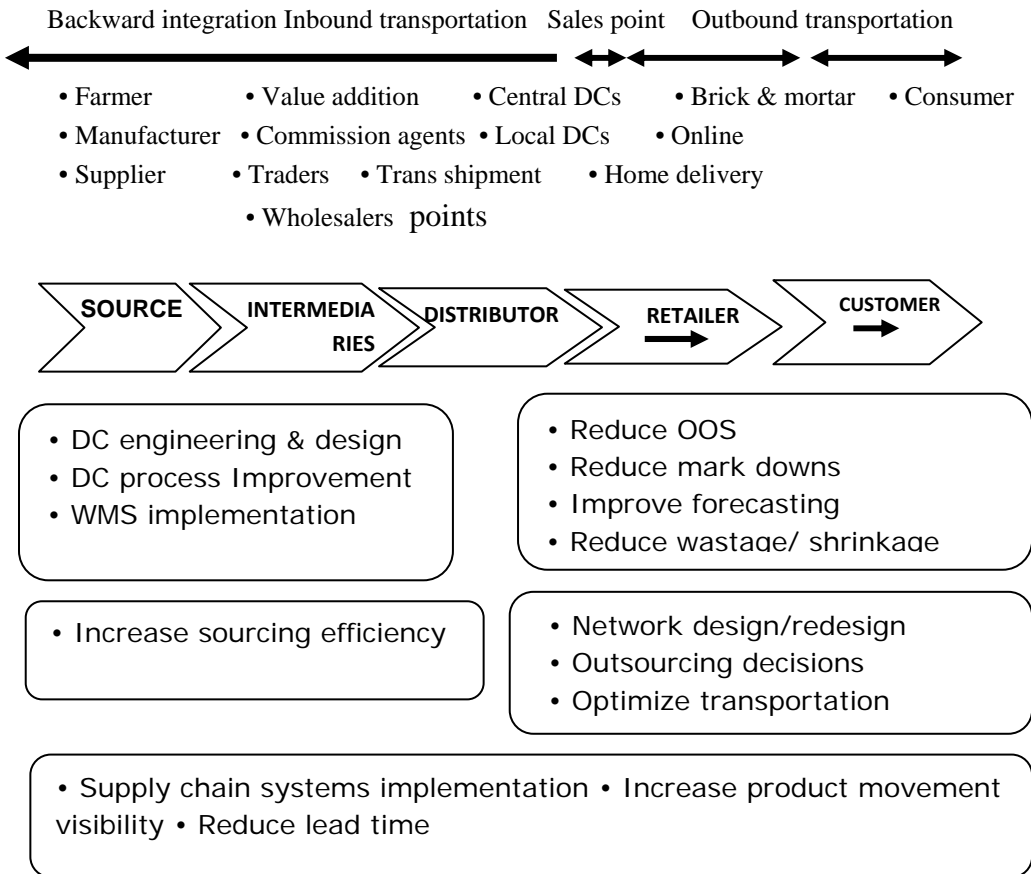 Backward integration Inbound transportation Sales point Outbound transportation
• Farmer • Value addition • Central DCs • Brick & mortar • Consumer
• Manufacturer • Commission agents • Local DCs • Online
• Supplier • Traders • Trans shipment • Home delivery
• Wholesalers points
SOURCE INTERMEDIA DISTRIBUTOR RETAILER CUSTOMER
RIES
• DC engineering & design
• DC process Improvement
• WMS implementation
• Reduce OOS
• Reduce mark downs
• Improve forecasting
• Reduce wastage/ shrinkage
• Increase sourcing efficiency
• Network design/redesign
• Outsourcing decisions
• Optimize transportation
• Supply chain systems implementation • Increase product movement
visibility • Reduce lead time